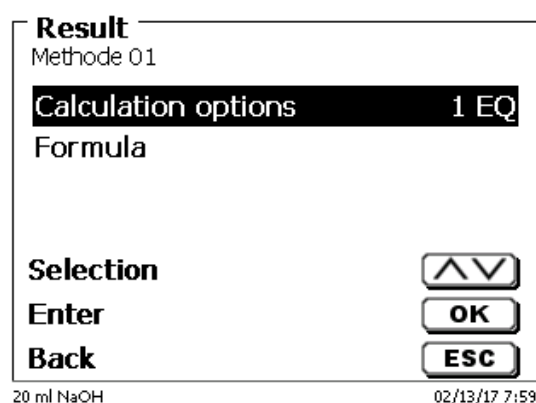 Result
Methode 01
Calculation options 1 EQ
Formula
Selection
Enter OK
Back ESC
20 ml NaOH 02/13/17 7:59